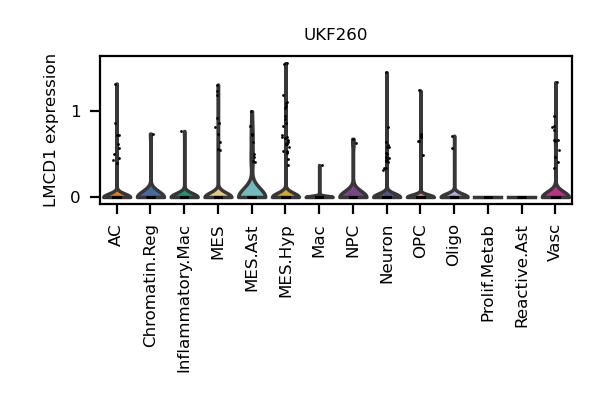 UKF260
LMCD1 expression
1
0
AC
Chromatin.Reg
Inflammatory.Mac
MES
MES.Ast
MES.Hyp
Mac
NPC
Neuron
OPC
Oligo
Prolif.Metab
Reactive.Ast
Vasc